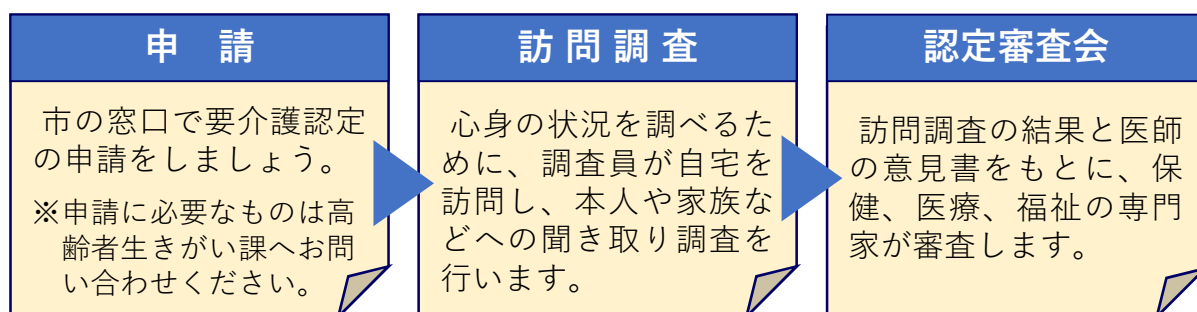 申　請
市の窓口で要介護認定
の申請をしましょう。
※申請に必要なものは高
齢者生きがい課へお問
い合わせください。
訪 問 調 査
心身の状況を調べるた
めに、調査員が自宅を
訪問し、本人や家族な
どへの聞き取り調査を
行います。
認定審査会
訪問調査の結果と医師
の意見書をもとに、保
健、医療、福祉の専門
家が審査します。